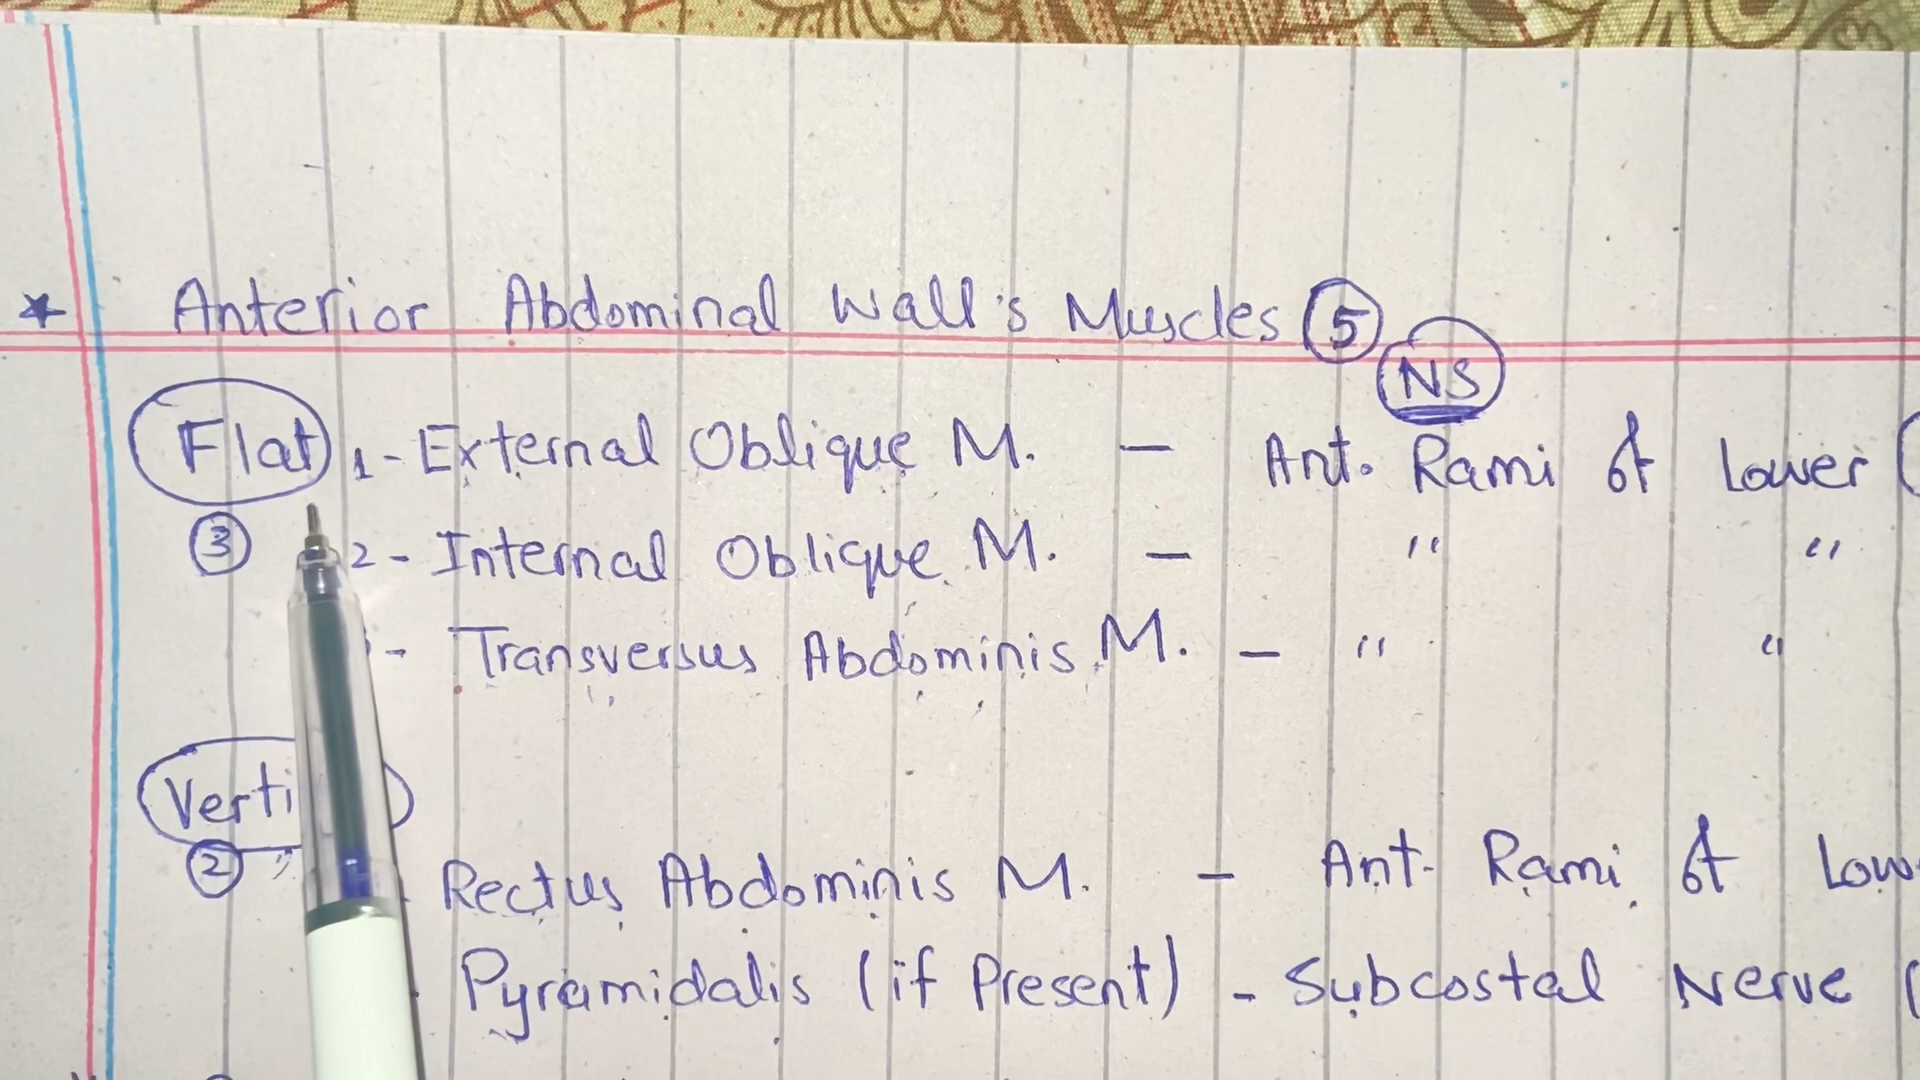 * Anterior Abdominal Wall's Muscles 5
NS
Flat 1- External Oblique M. - Ant. Rami of Lower
3 2- Internal Oblique M. - " "
- Transversus Abdominis M. - " "
2 "
Rectus Abdominis M. - Ant. Rami of
Pyramidalis (if Present) - Subcostal Nerve (